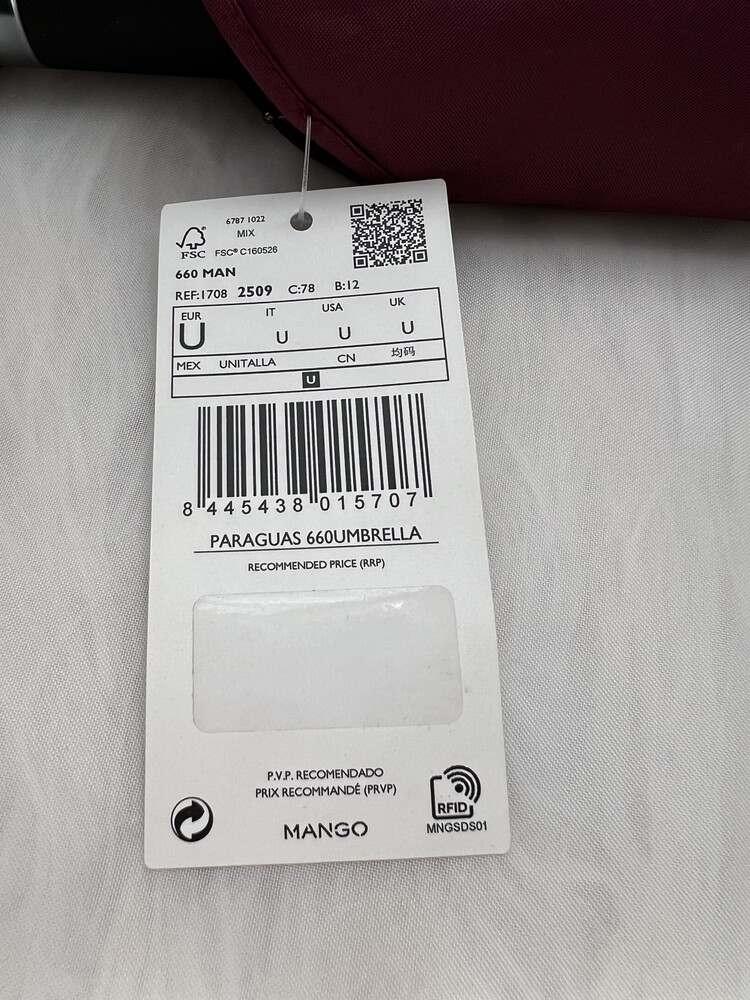 6787 1022
MIX
FSC FSC® C160526
660 MAN
REF:1708 2509 C:78 B:12
EUR IT USA UK
U U U U
MEX UNITALLA CN 均码
U
8 445438 015707
PARAGUAS 660UMBRELLA
RECOMMENDED PRICE (RRP)
P.V.P. RECOMENDADO
PRIX RECOMMANDÉ (PRVP)
MANGO
RFID
MNGSDS01